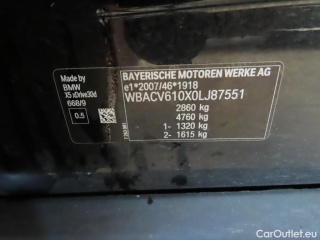 Made by
BMW
X5 xDrive30d
668/9
0.5
BAYERISCHE MOTOREN WERKE AG
e1*2007/46*1918
WBACV610X0LJ87551
2860 kg
4760 kg
1- 1320 kg
2- 1615 kg
© CarOutlet.eu